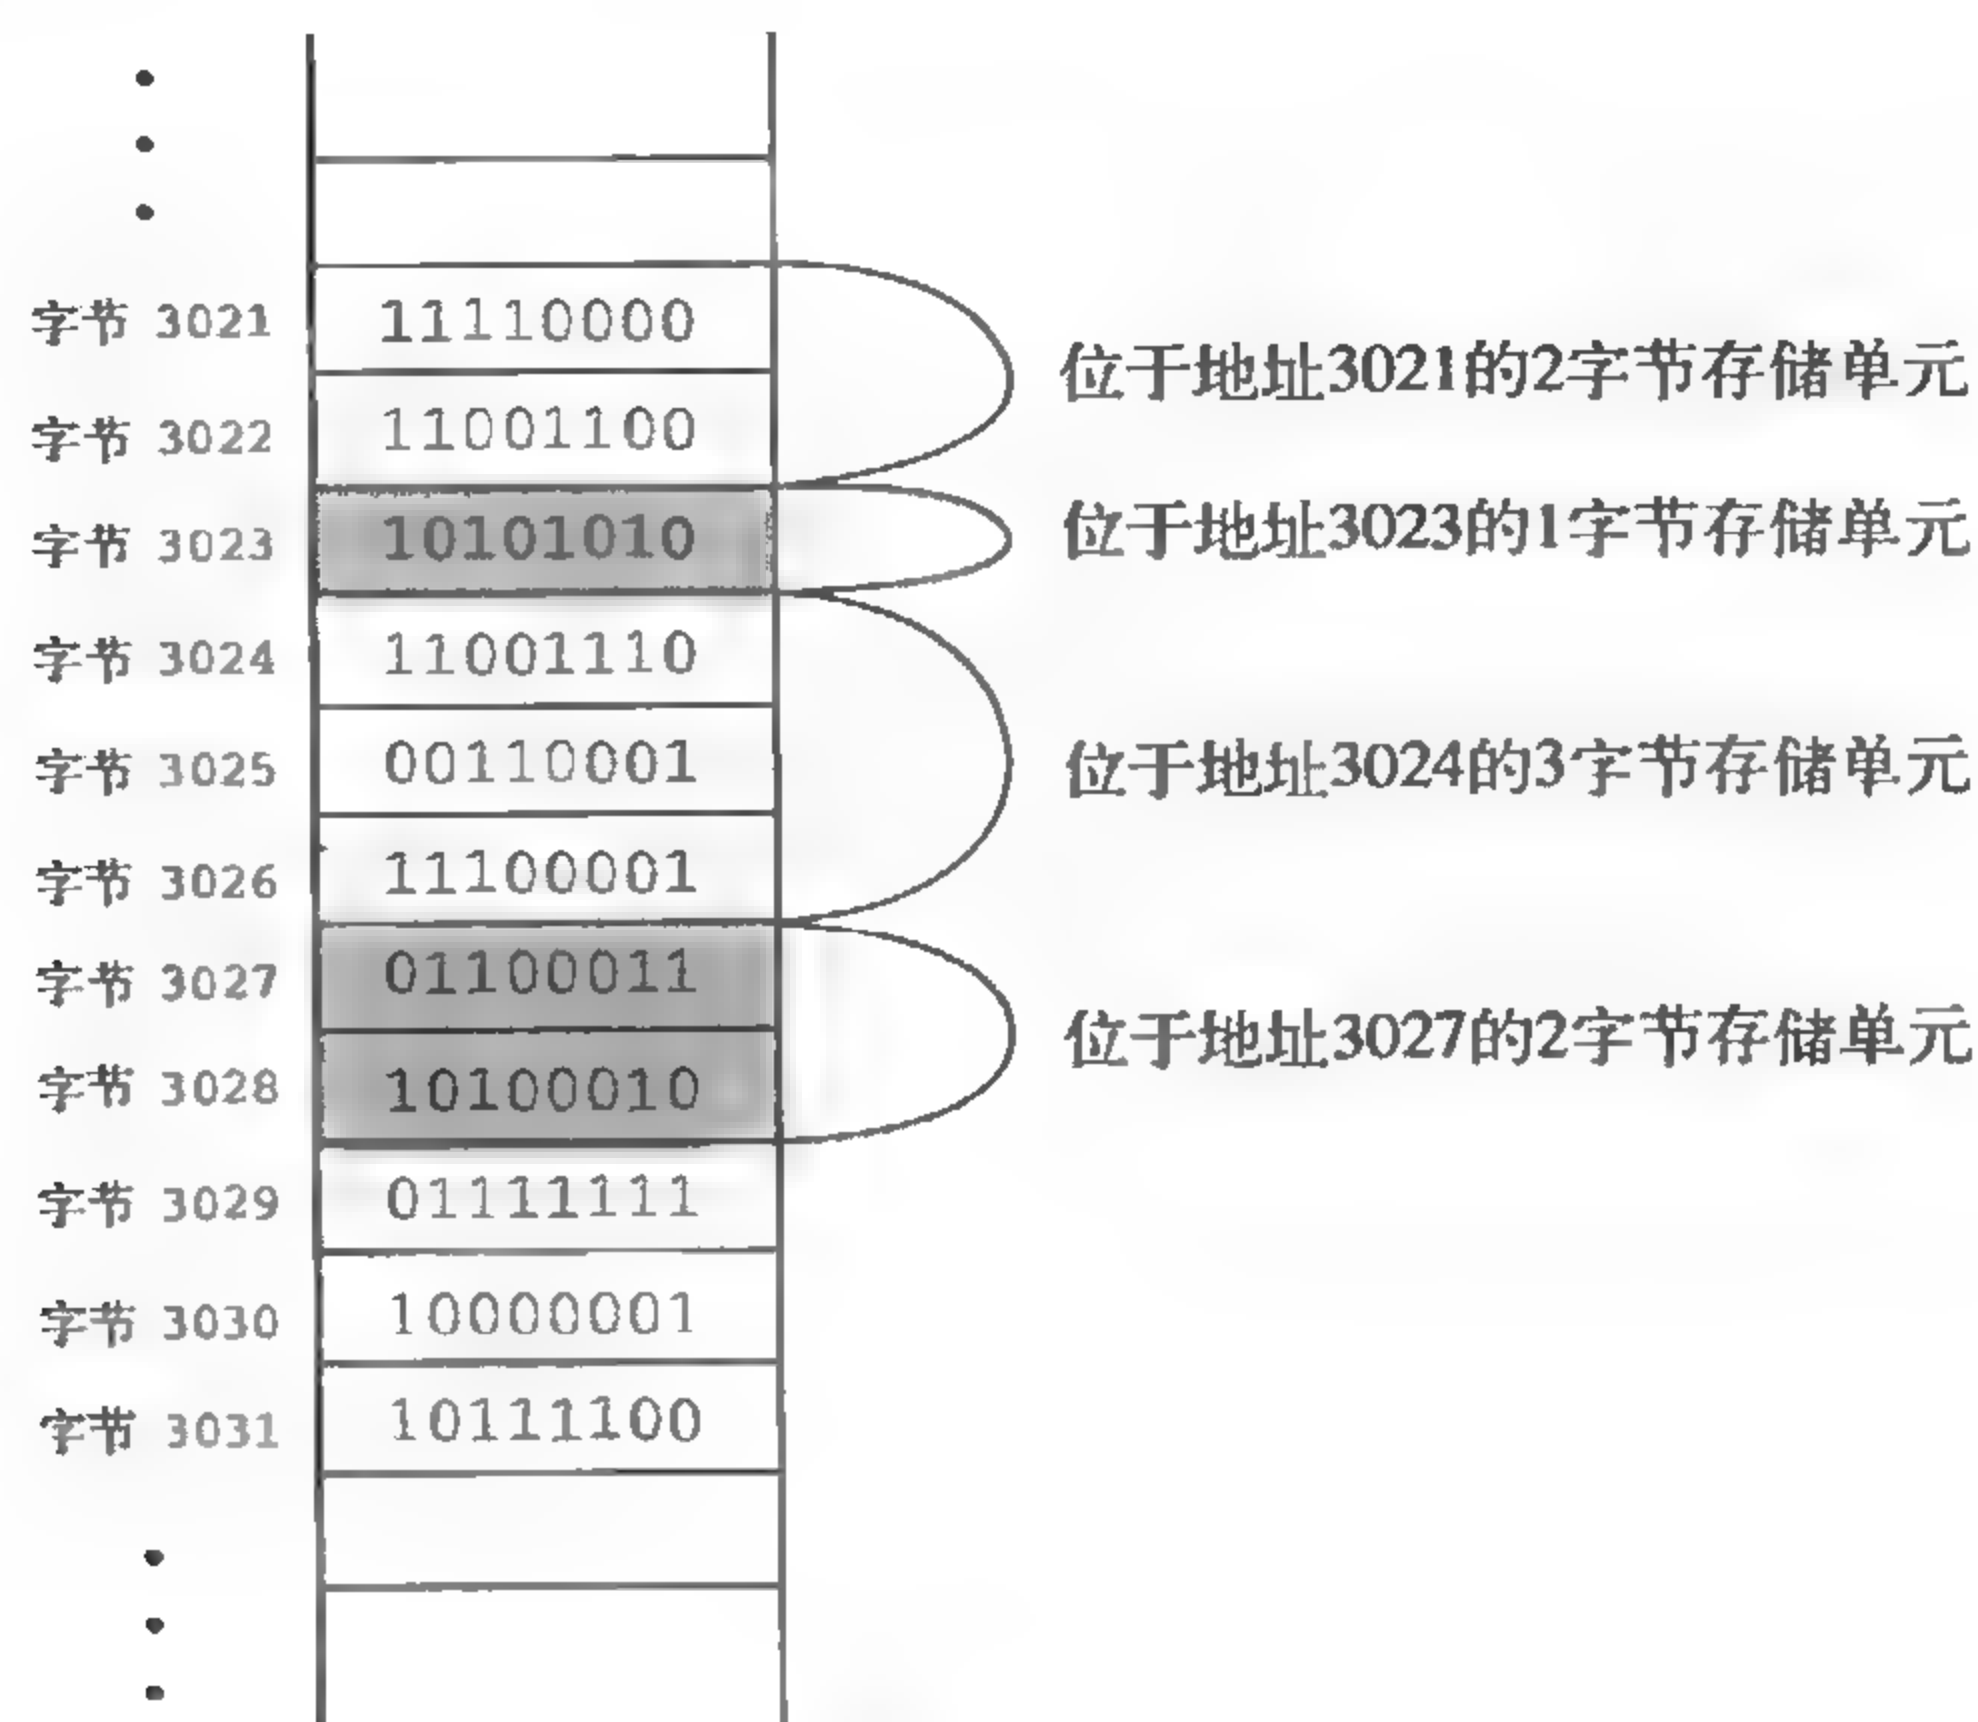 字节 3021 11110000
位于地址3021的2字节存储单元
字节 3022 11001100
字节 3023 10101010 位于地址3023的1字节存储单元
字节 3024 11001110
字节 3025 00110001 位于地址3024的3字节存储单元
字节 3026 11100001
字节 3027 01100011
位于地址3027的2字节存储单元
字节 3028 10100010
字节 3029 01111111
字节 3030 10000001
字节 3031 10111100